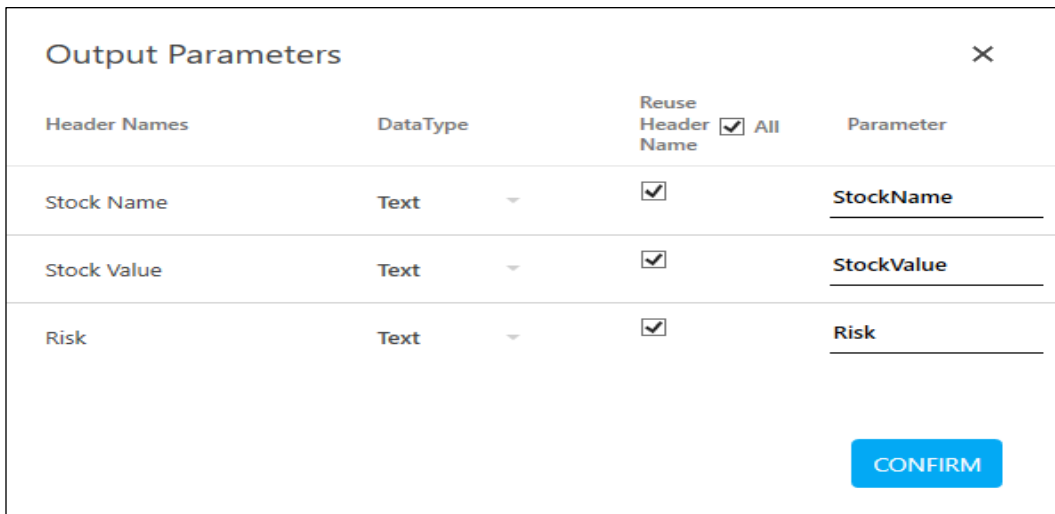 Output Parameters
Header Names DataType Reuse Header Name All Parameter
Stock Name Text StockName
Stock Value Text StockValue
Risk Text Risk
CONFIRM